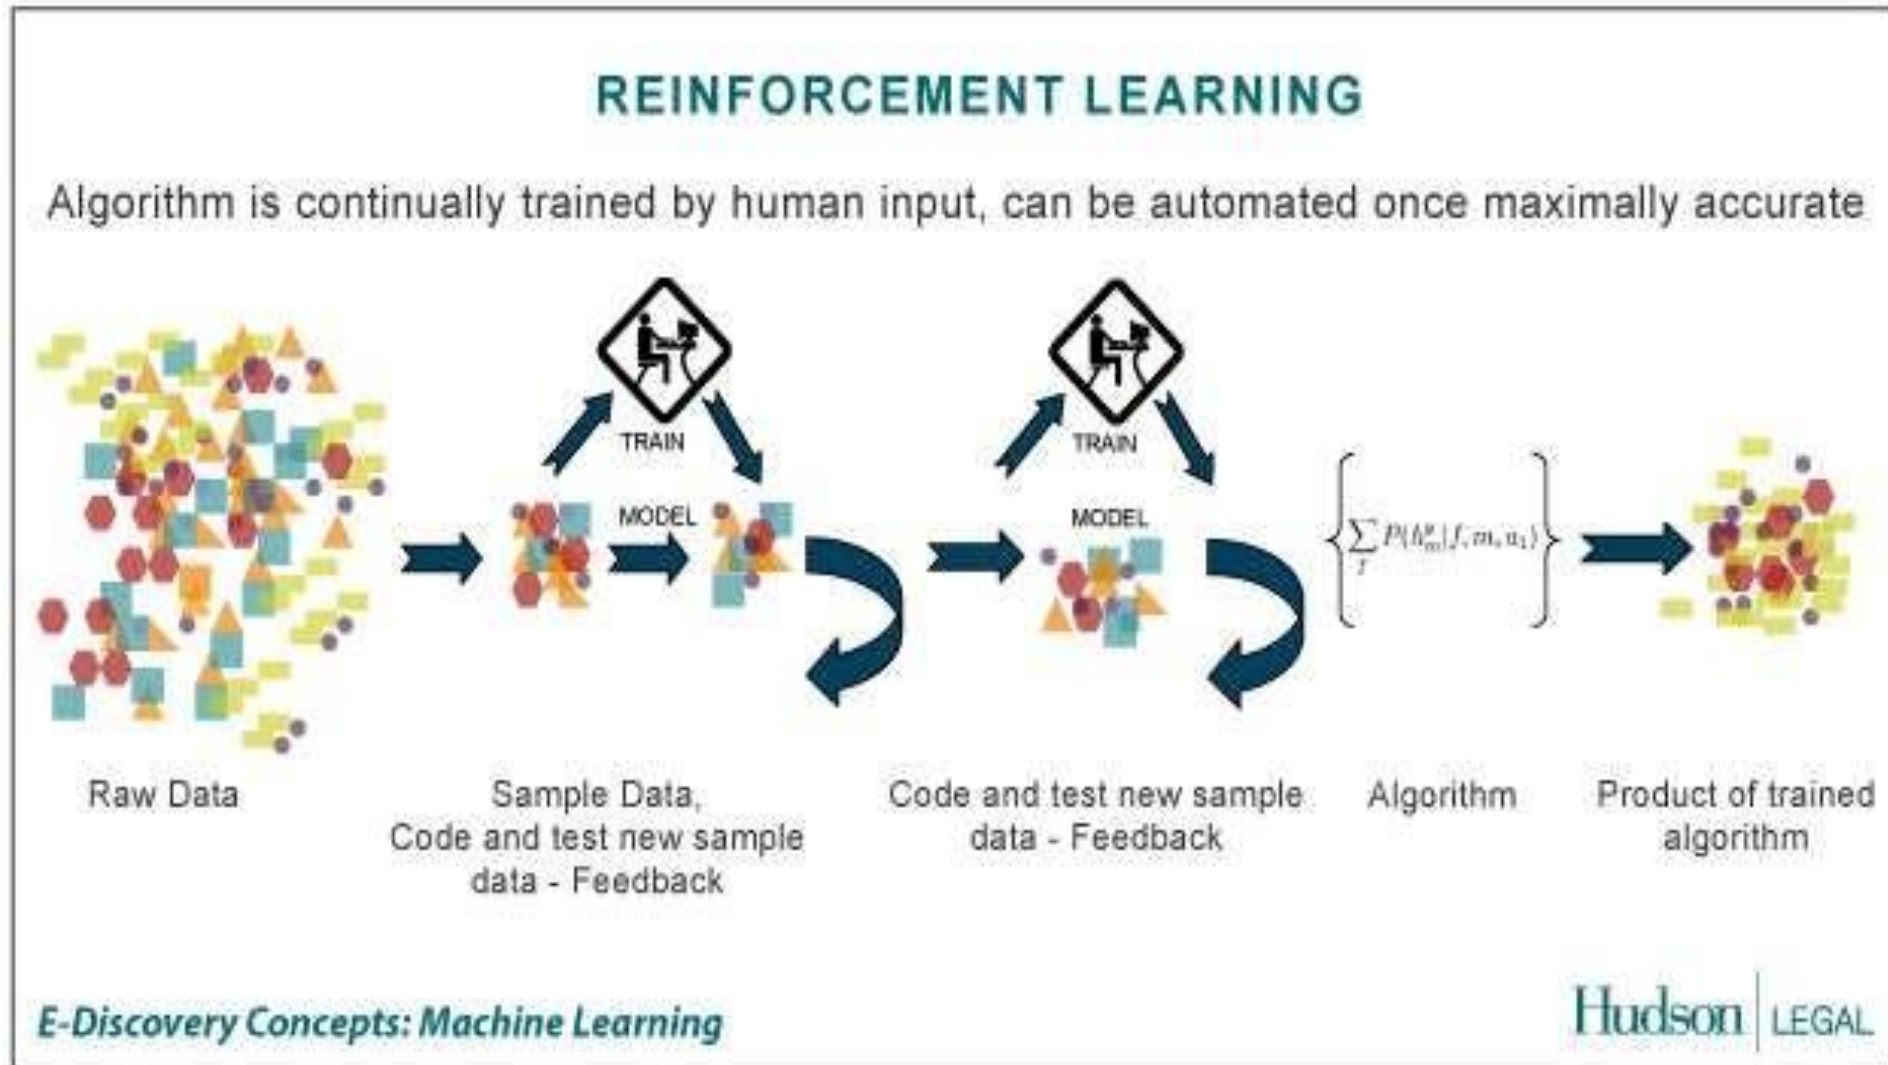 REINFORCEMENT LEARNING
Algorithm is continually trained by human input, can be automated once maximally accurate
TRAIN
MODEL
TRAIN
MODEL
Raw Data
Sample Data,
Code and test new sample
data - Feedback
Code and test new sample
data - Feedback
Algorithm
Product of trained
algorithm
E-Discovery Concepts: Machine Learning
Hudson LEGAL